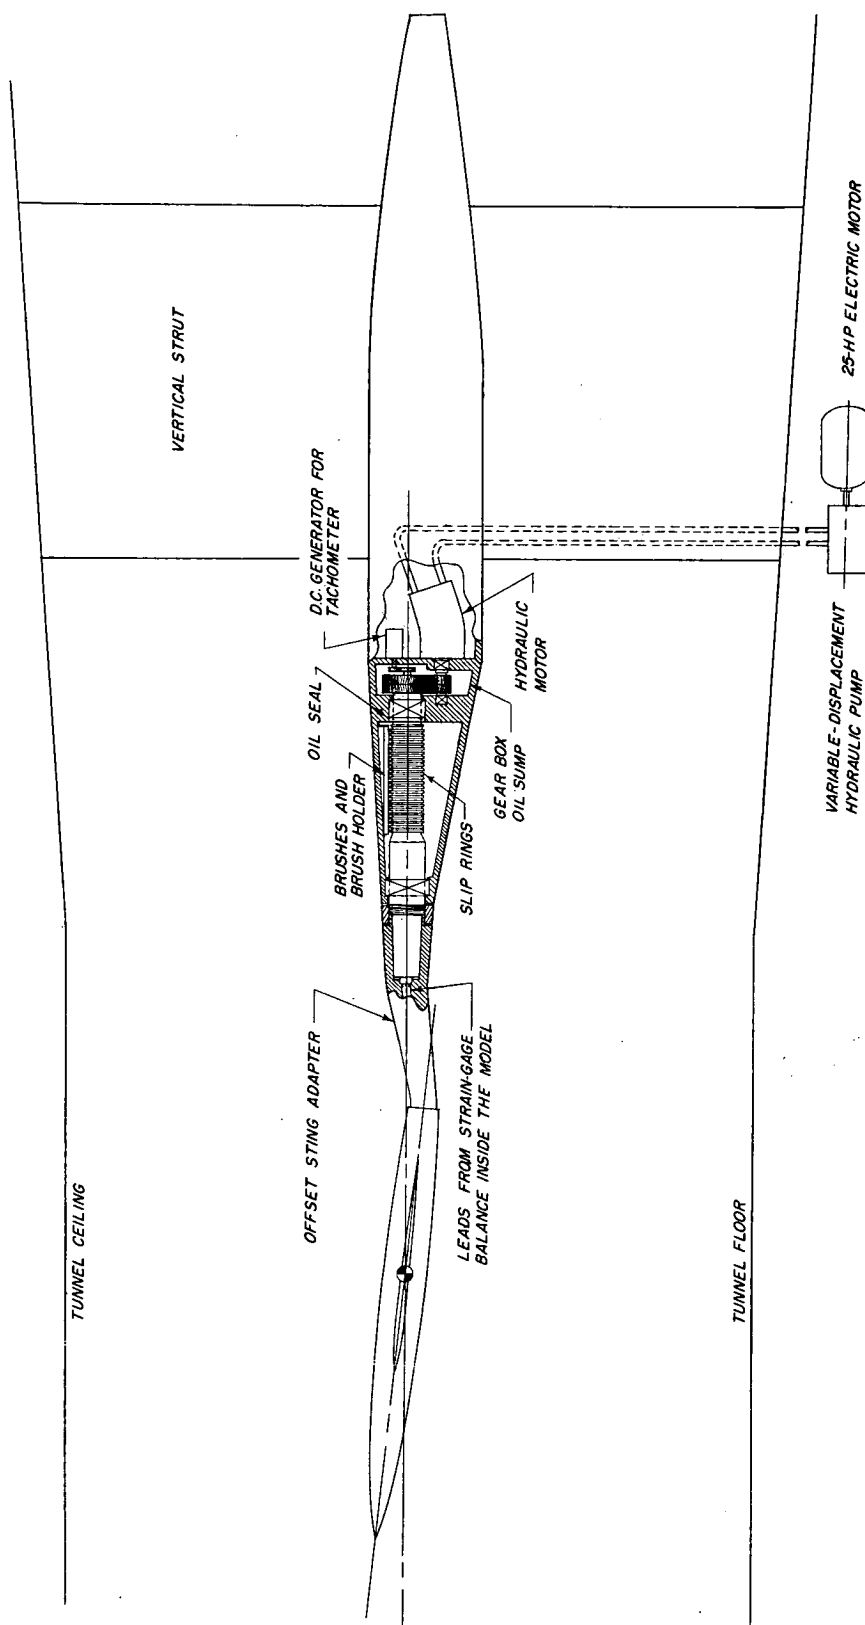 TUNNEL CEILING
VERTICAL STRUT
OFFSET STING ADAPTER
BRUSHES AND
BRUSH HOLDER
OIL SEAL
D.C. GENERATOR FOR
TACHOMETER
LEADS FROM STRAIN-GAGE
BALANCE INSIDE THE MODEL
SLIP RINGS
GEAR BOX
OIL SUMP
HYDRAULIC
MOTOR
TUNNEL FLOOR
VARIABLE-DISPLACEMENT
HYDRAULIC PUMP
25-HP ELECTRIC MOTOR